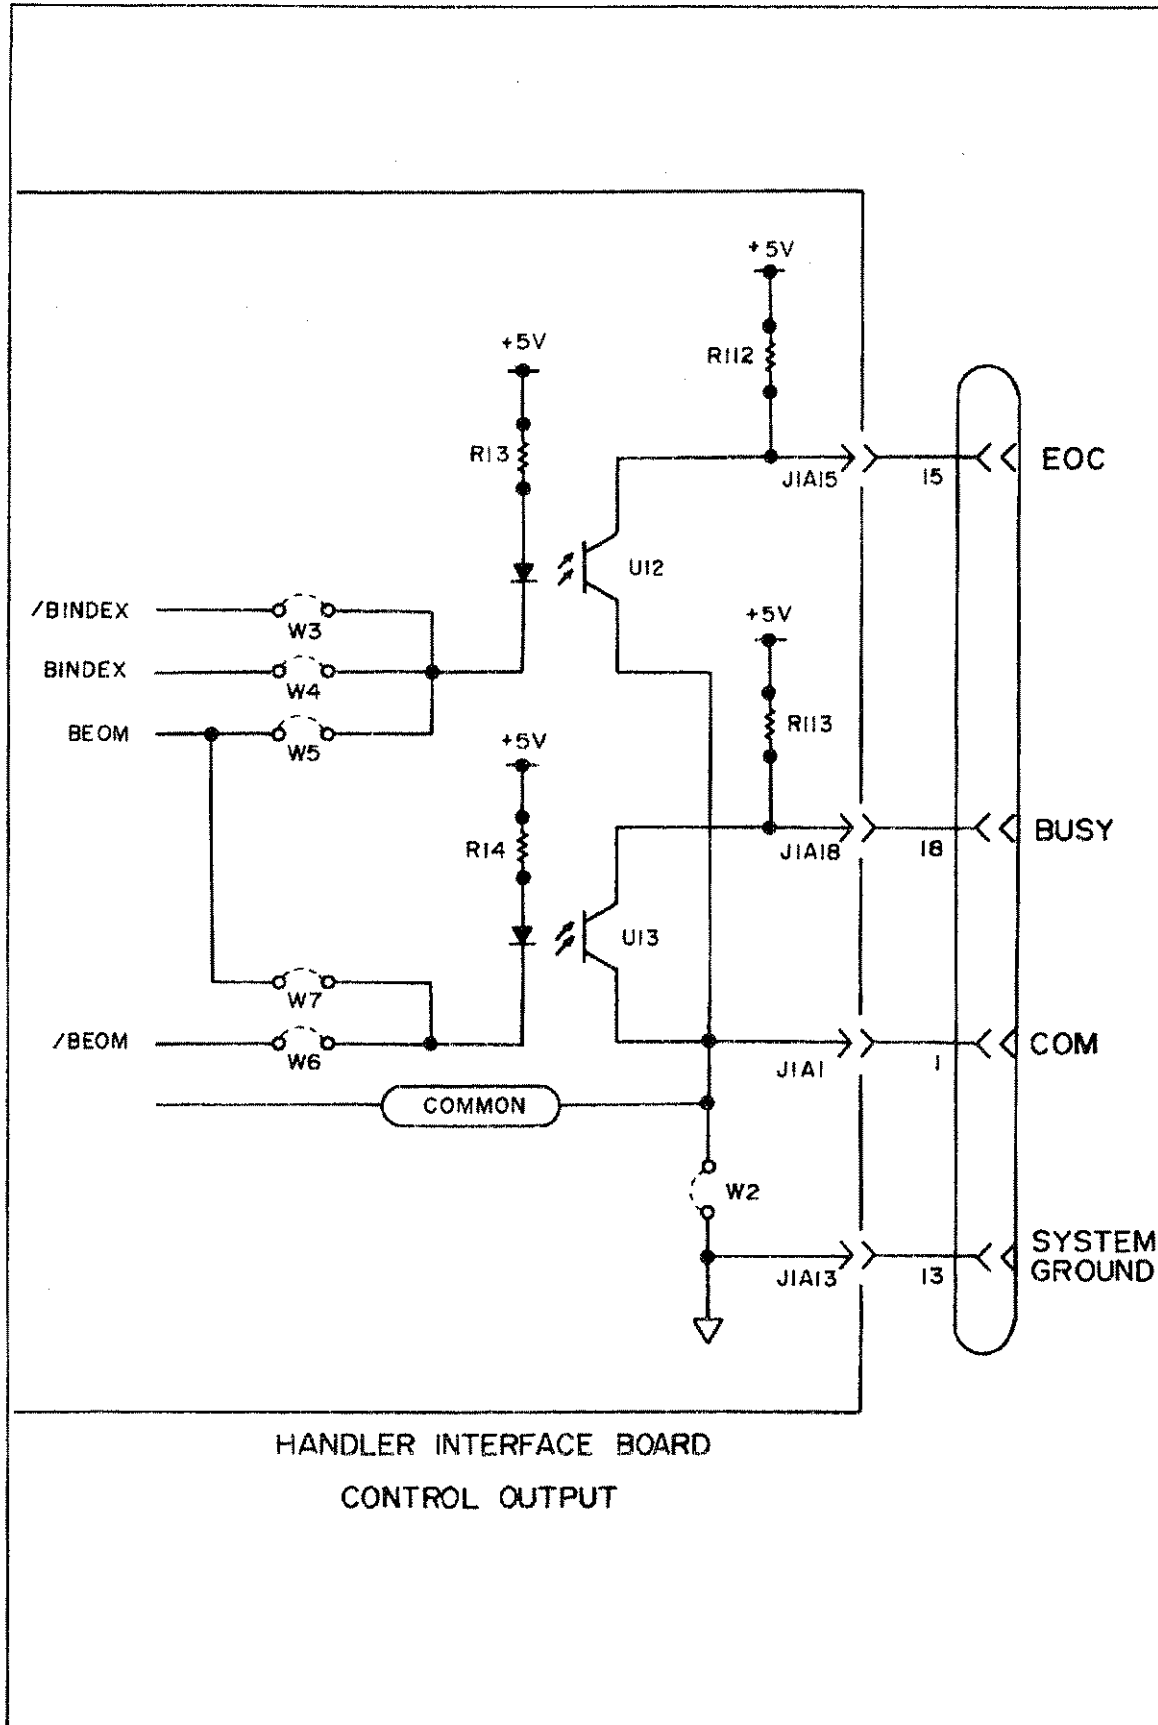 +5V
+5V
R112
R13
J1A15
15
EOC
U12
/BINDEX
W3
+5V
BINDEX
W4
BEOM
W5
R113
+5V
R14
J1A18
18
BUSY
U13
W7
/BEOM
W6
J1A1
1
COM
COMMON
W2
J1A13
13
SYSTEM
GROUND
HANDLER INTERFACE BOARD
CONTROL OUTPUT